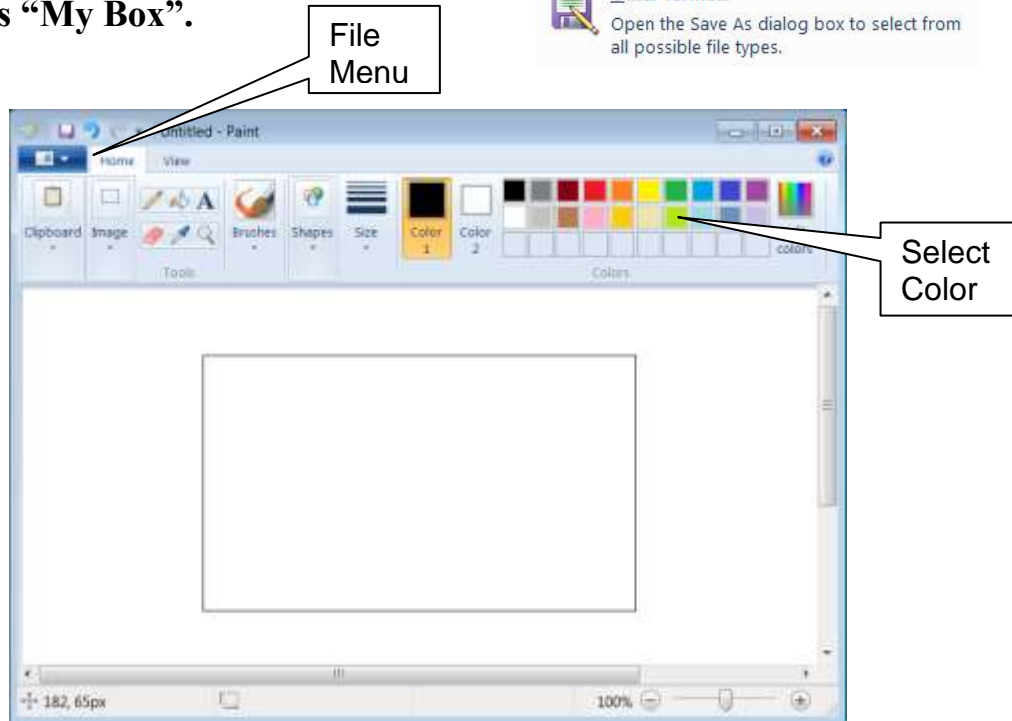 s “My Box”.
Open the Save As dialog box to select from
all possible file types.
File
Menu
Untitled - Paint
Home View
Clipboard Image Brushes Shapes Size Color
1 Color
2
colors
Tools Colors
Select
Color
182, 65px 100%